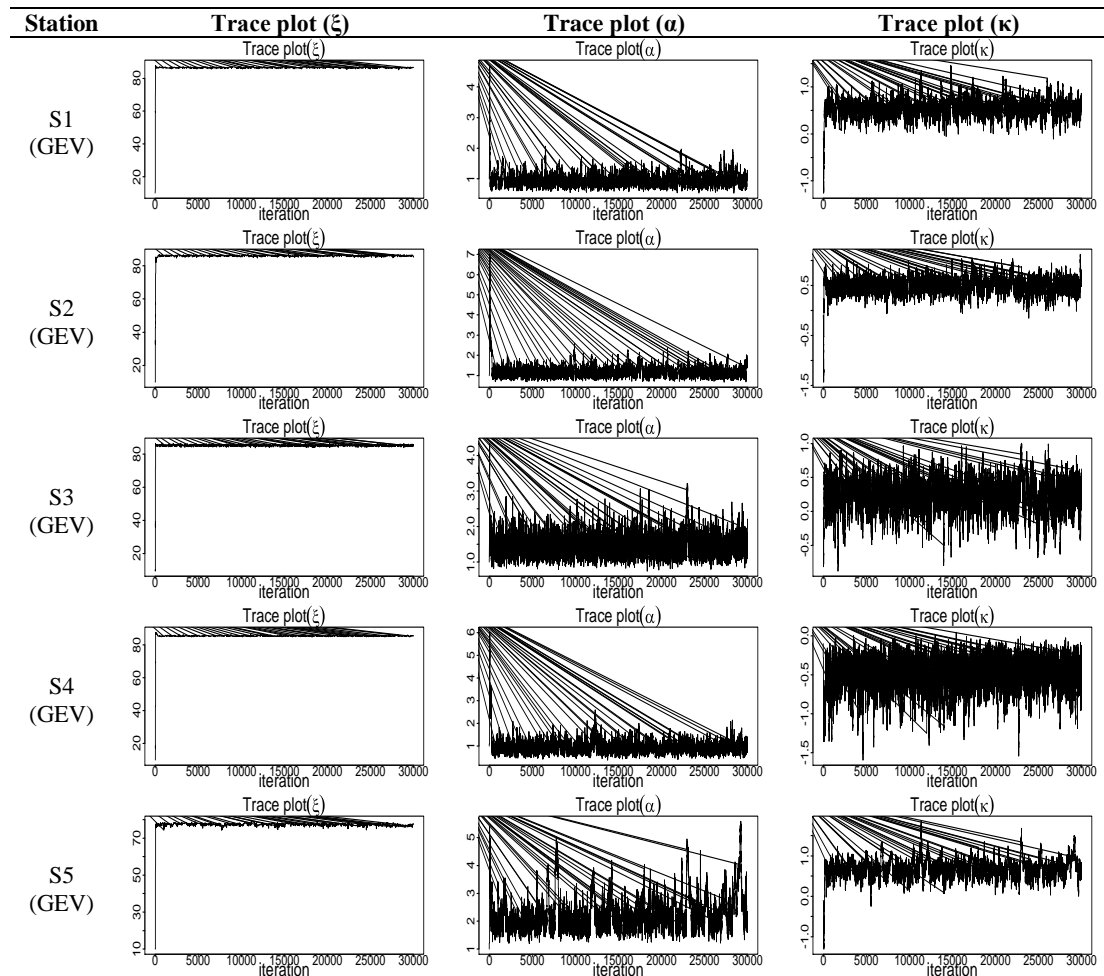 Station Trace plot (ξ) Trace plot (α) Trace plot (κ)
S1
(GEV)
Trace plot(ξ)
20 40 60 80
0 5000 10000 15000 20000 25000 30000
iteration
Trace plot(α)
1 2 3 4
0 5000 10000 15000 20000 25000 30000
iteration
Trace plot(κ)
-1.0 0.0 1.0
0 5000 10000 15000 20000 25000 30000
iteration
S2
(GEV)
Trace plot(ξ)
20 40 60 80
0 5000 10000 15000 20000 25000 30000
iteration
Trace plot(α)
1 2 3 4 5 6 7
0 5000 10000 15000 20000 25000 30000
iteration
Trace plot(κ)
-1.5 -0.5 0.5
0 5000 10000 15000 20000 25000 30000
iteration
S3
(GEV)
Trace plot(ξ)
20 40 60 80
0 5000 10000 15000 20000 25000 30000
iteration
Trace plot(α)
1.0 2.0 3.0 4.0
0 5000 10000 15000 20000 25000 30000
iteration
Trace plot(κ)
-0.5 0.0 0.5 1.0
0 5000 10000 15000 20000 25000 30000
iteration
S4
(GEV)
Trace plot(ξ)
20 40 60 80
0 5000 10000 15000 20000 25000 30000
iteration
Trace plot(α)
1 2 3 4 5 6
0 5000 10000 15000 20000 25000 30000
iteration
Trace plot(κ)
-1.5 -1.0 -0.5 0.0
0 5000 10000 15000 20000 25000 30000
iteration
S5
(GEV)
Trace plot(ξ)
10 30 50 70
0 5000 10000 15000 20000 25000 30000
iteration
Trace plot(α)
1 2 3 4 5
0 5000 10000 15000 20000 25000 30000
iteration
Trace plot(κ)
-1.0 0.0 1.0
0 5000 10000 15000 20000 25000 30000
iteration